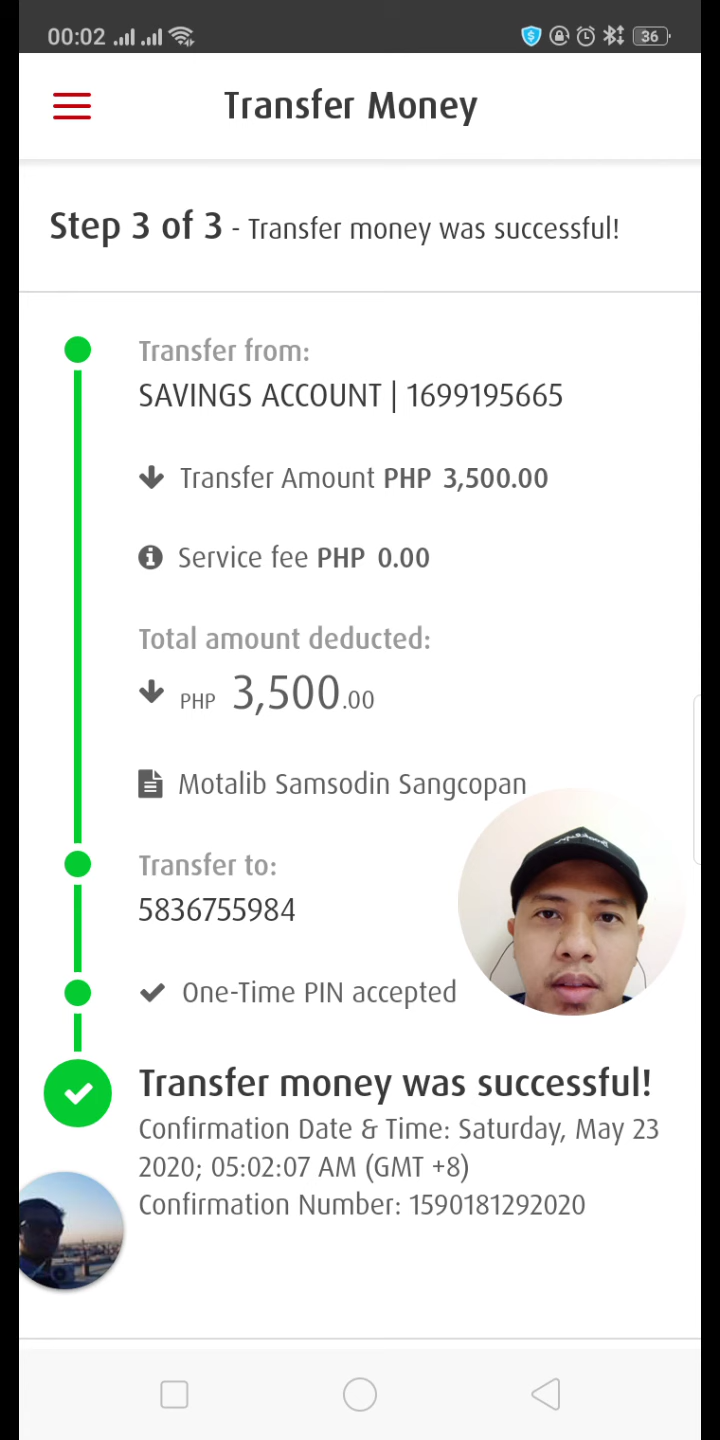 00:02
36
Transfer Money
Step 3 of 3 - Transfer money was successful!
Transfer from:
SAVINGS ACCOUNT | 1699195665
Transfer Amount PHP 3,500.00
Service fee PHP 0.00
Total amount deducted:
PHP 3,500.00
Motalib Samsodin Sangcopan
Transfer to:
5836755984
One-Time PIN accepted
Transfer money was successful!
Confirmation Date & Time: Saturday, May 23
2020; 05:02:07 AM (GMT +8)
Confirmation Number: 1590181292020